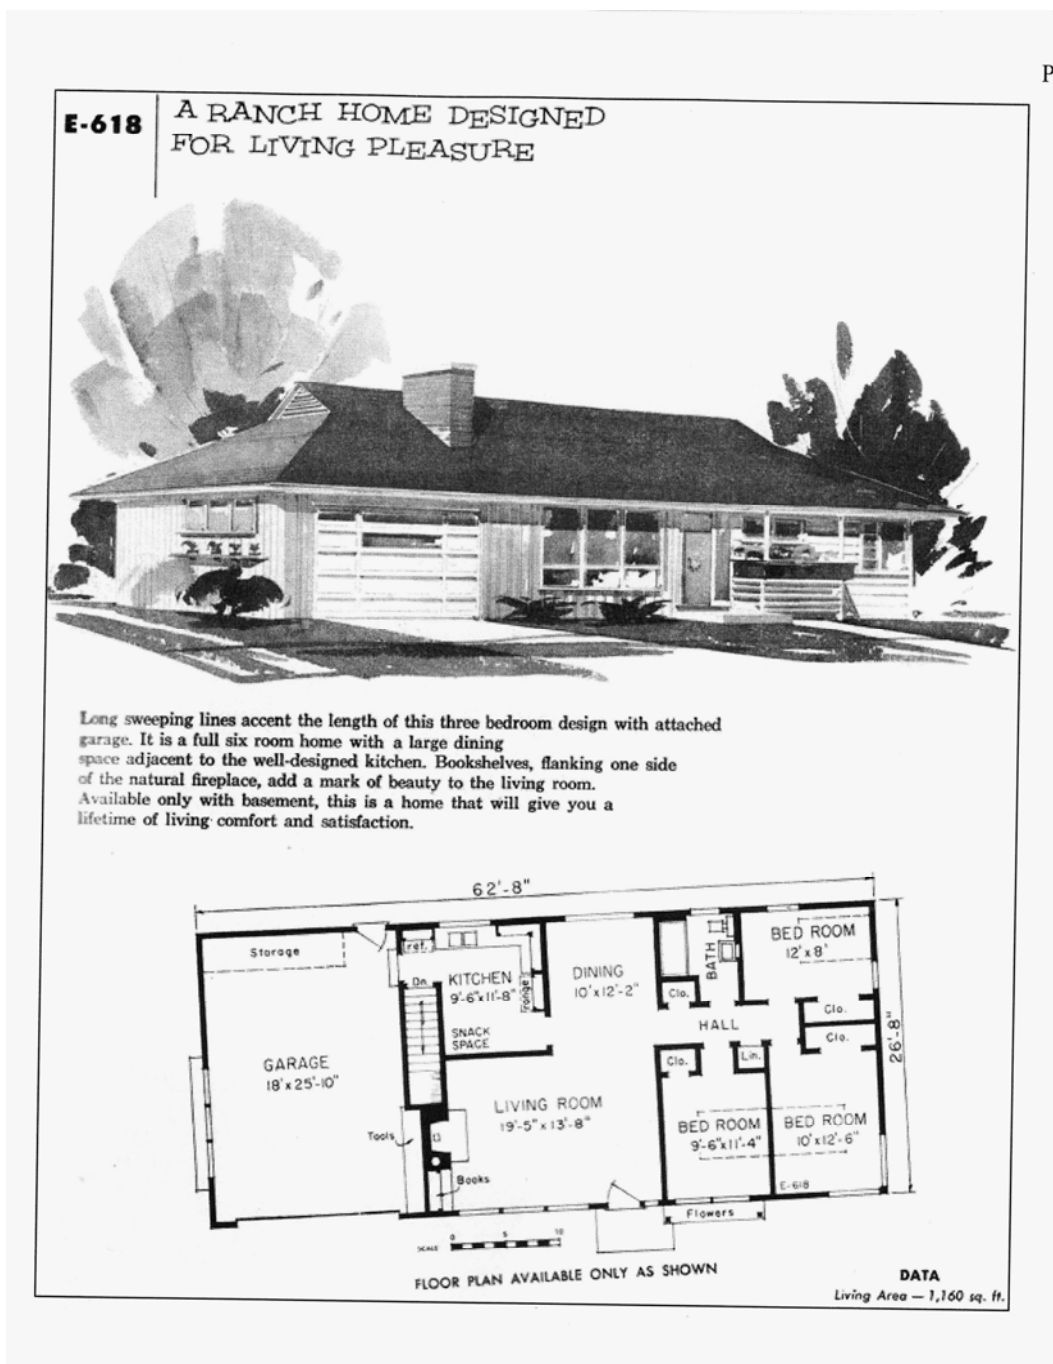 P
E-618
A RANCH HOME DESIGNED
FOR LIVING PLEASURE
Long sweeping lines accent the length of this three bedroom design with attached
garage. It is a full six room home with a large dining
space adjacent to the well-designed kitchen. Bookshelves, flanking one side
of the natural fireplace, add a mark of beauty to the living room.
Available only with basement, this is a home that will give you a
lifetime of living comfort and satisfaction.
62'-8"
Storage
ref.
Dn.
KITCHEN
9'-6"x11'-8"
range
SNACK
SPACE
DINING
10'x12'-2"
BATH
Clo.
BED ROOM
12'x8'
Clo.
HALL
Clo.
26'-8"
GARAGE
18'x25'-10"
LIVING ROOM
19'-5"x13'-8"
Clo.
Lin.
BED ROOM
9'-6"x11'-4"
BED ROOM
10'x12'-6"
Tools
Books
E-618
Flowers
SCALE
0 5 10
FLOOR PLAN AVAILABLE ONLY AS SHOWN
DATA
Living Area — 1,160 sq. ft.